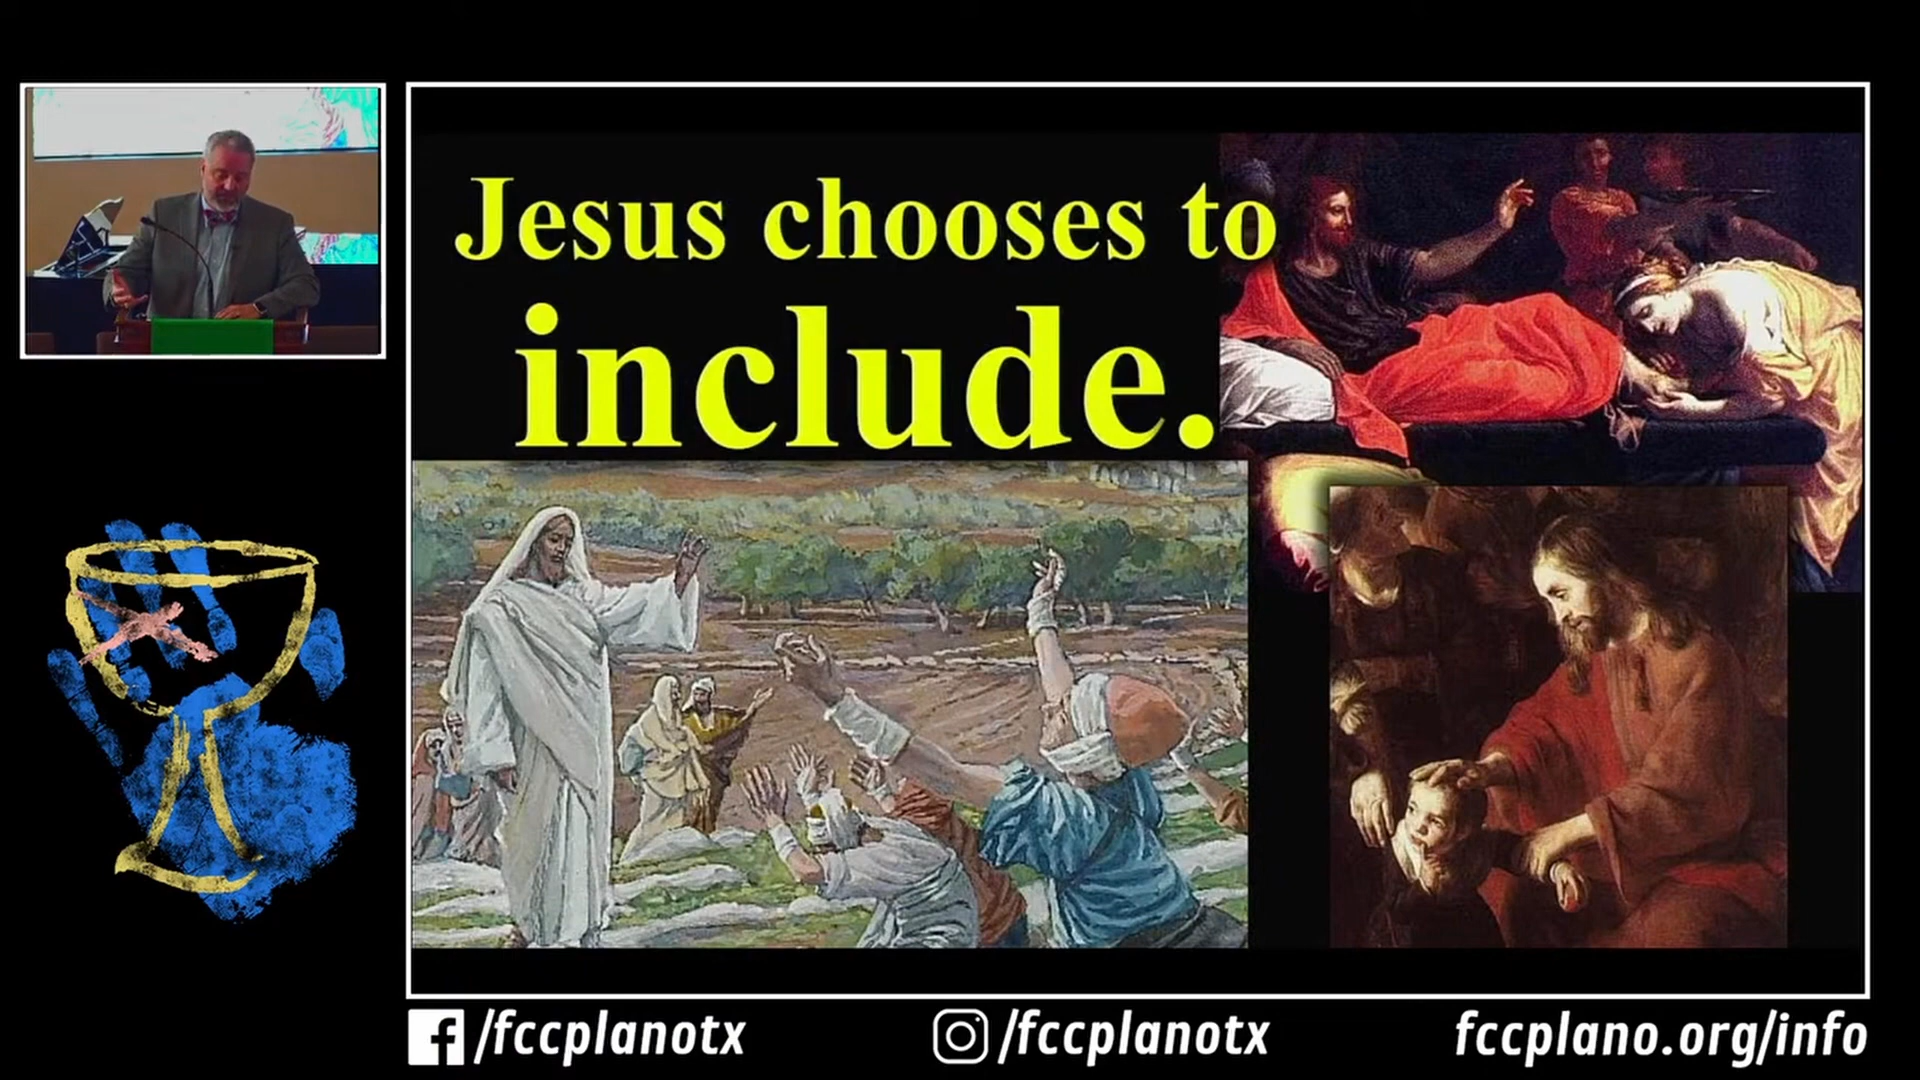 Jesus chooses to
include.
/fccplanotx
/fccplanotx
fccplano.org/info